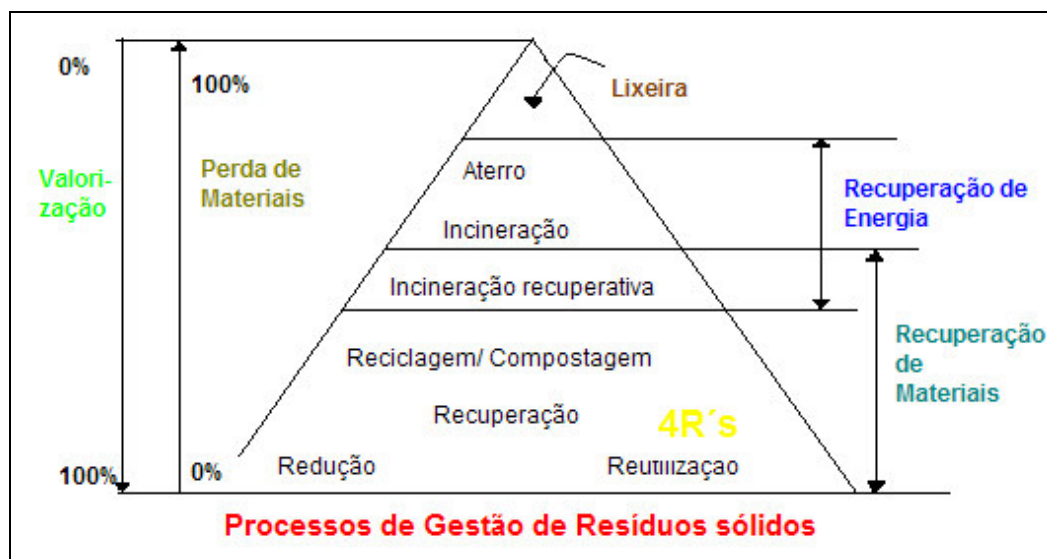 0%
100%
Lixeira
Valori-
zação
Perda de
Materiais
Aterro
Recuperação de
Energia
Incineração
Incineração recuperativa
Recuperação
de
Materiais
Reciclagem/ Compostagem
Recuperação
4R´s
100%
0%
Redução
Reutilizaçao
Processos de Gestão de Resíduos sólidos